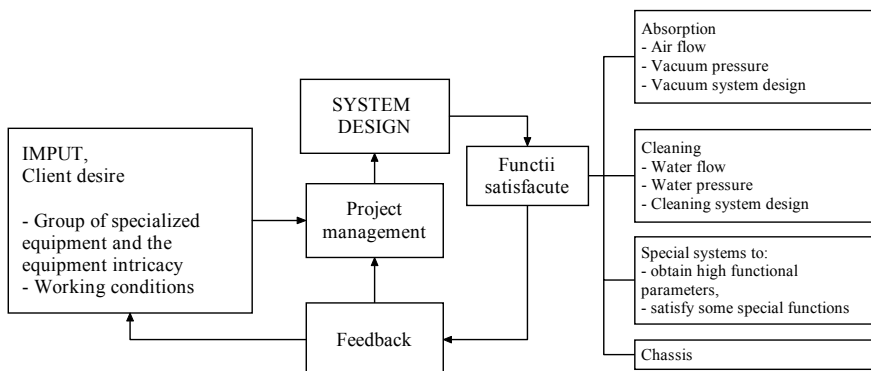 IMPUT,
Client desire
- Group of specialized
equipment and the
equipment intricacy
- Working conditions
SYSTEM
DESIGN
Project
management
Feedback
Functii
satisfacute
Absorption
- Air flow
- Vacuum pressure
- Vacuum system design
Cleaning
- Water flow
- Water pressure
- Cleaning system design
Special systems to:
- obtain high functional
parameters,
- satisfy some special functions
Chassis